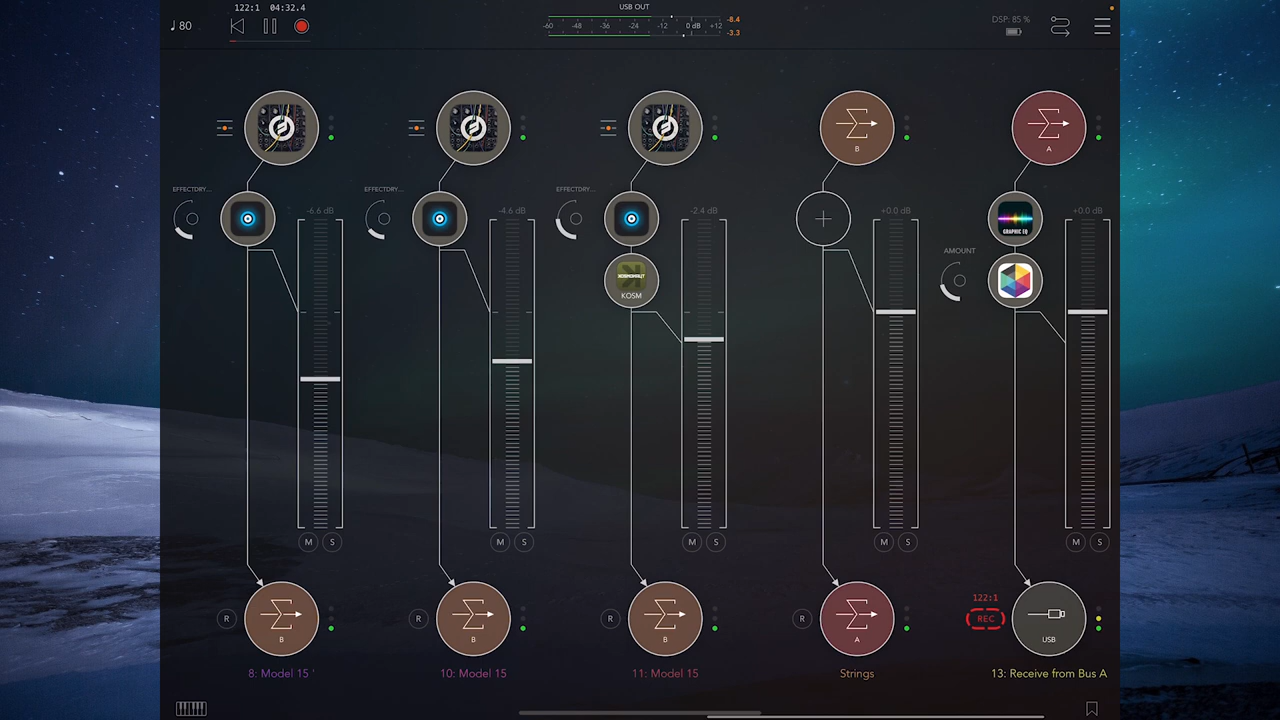 122:1 04:32.4
♩ 80
USB OUT
-60 -48 -36 -24 -12 0 dB +12
-8.4
-3.3
DSP: 85 %
B
A
EFFECTDRY...
-6.6 dB
EFFECTDRY...
-4.6 dB
EFFECTDRY...
-2.4 dB
+0.0 dB
+0.0 dB
GRAPHIC EQ
AMOUNT
KOSMONAUT
KOSM
M S
M S
M S
M S
M S
R
B
R
B
R
B
R
A
122:1
REC
USB
8: Model 15 '
10: Model 15
11: Model 15
Strings
13: Receive from Bus A